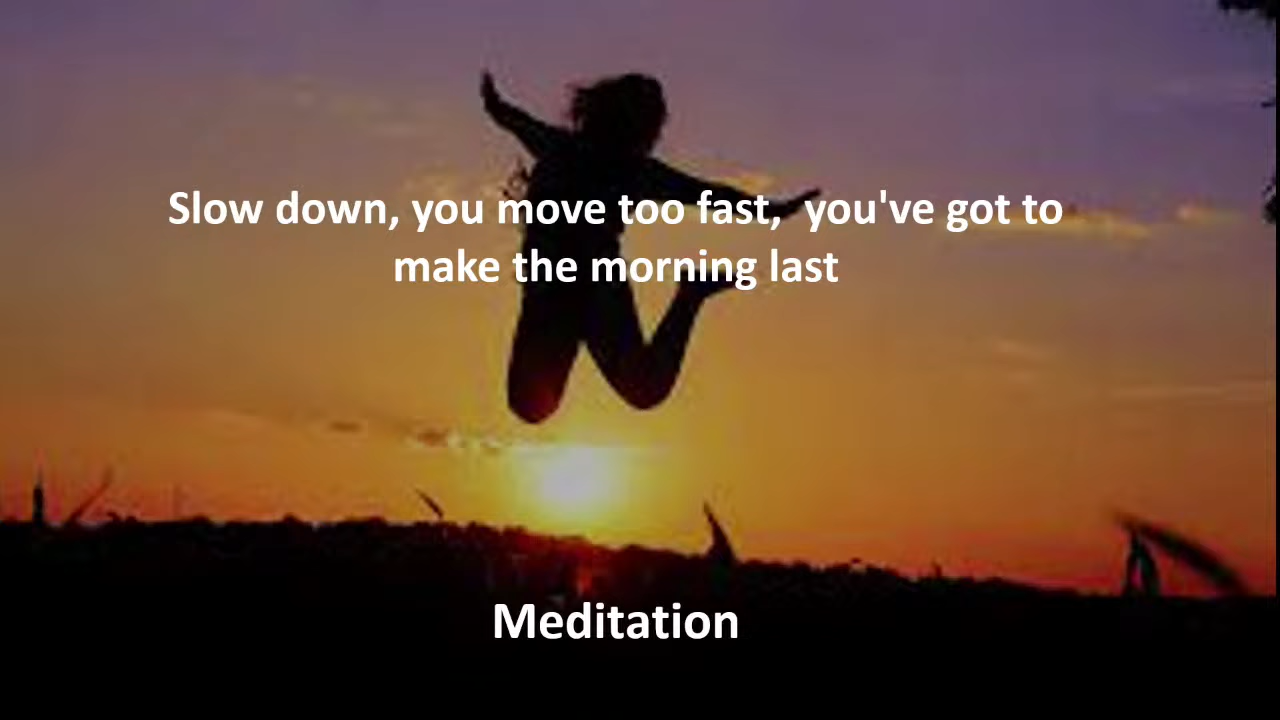 Slow down, you move too fast,  you've got to
make the morning last
Meditation